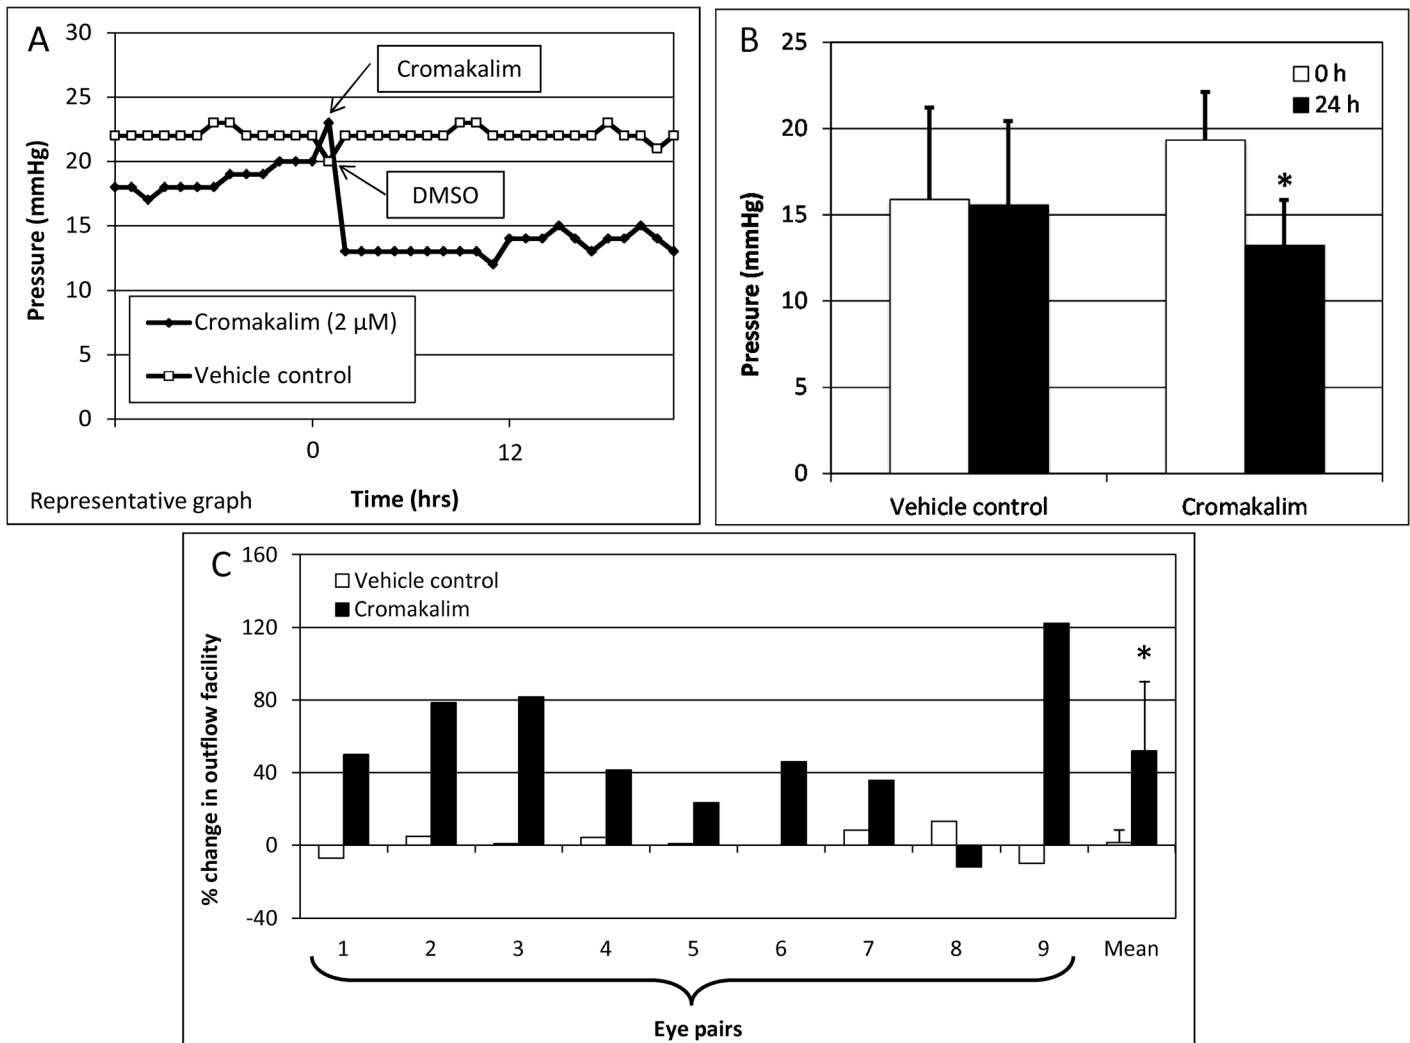 A
30
25
20
15
10
5
0
Pressure (mmHg)
Cromakalim
DMSO
Cromakalim (2 µM)
Vehicle control
0
12
Representative graph
Time (hrs)
B
25
20
15
10
5
0
Pressure (mmHg)
0 h
24 h
*
Vehicle control
Cromakalim
C
160
120
80
40
0
-40
% change in outflow facility
Vehicle control
Cromakalim
*
1 2 3 4 5 6 7 8 9 Mean
Eye pairs